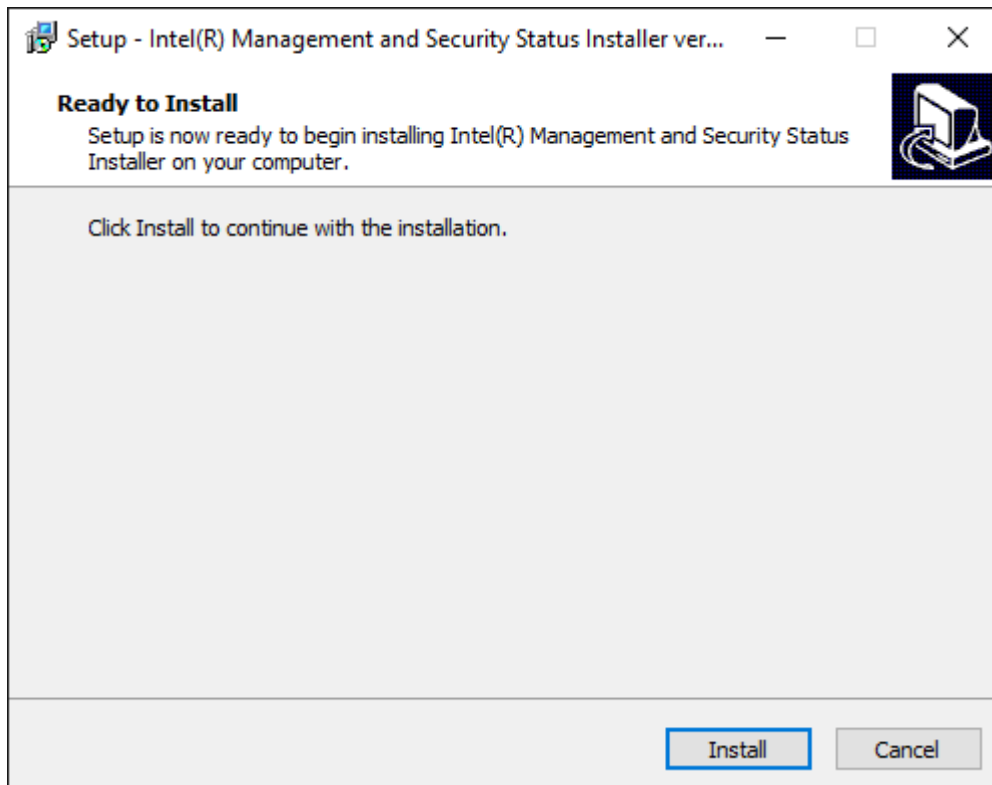 Setup - Intel(R) Management and Security Status Installer ver...
Ready to Install
Setup is now ready to begin installing Intel(R) Management and Security Status
Installer on your computer.
Click Install to continue with the installation.
Install Cancel